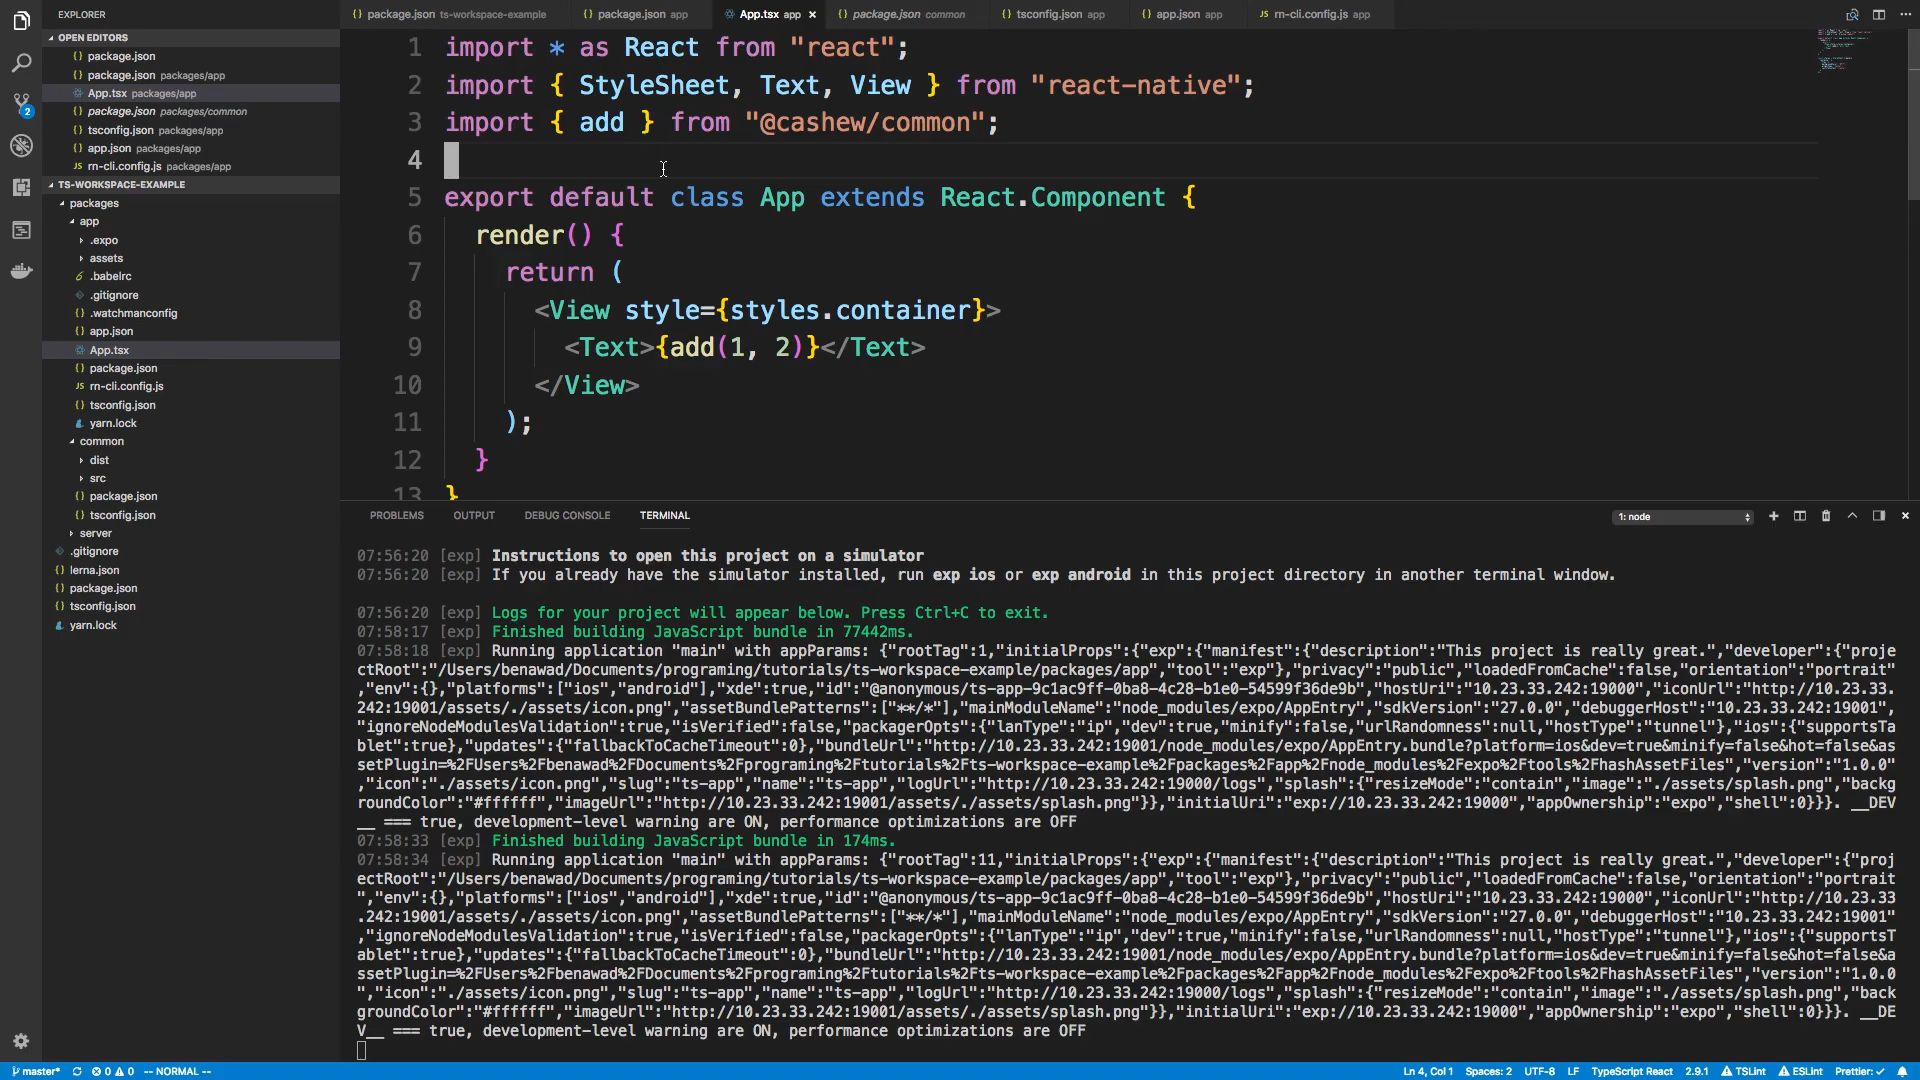 EXPLORER
package.json ts-workspace-example
package.json app
App.tsx app
package.json common
tsconfig.json app
app.json app
JS rn-cli.config.js app
OPEN EDITORS
package.json
package.json packages/app
App.tsx packages/app
package.json packages/common
tsconfig.json packages/app
app.json packages/app
JS rn-cli.config.js packages/app
TS-WORKSPACE-EXAMPLE
packages
app
.expo
assets
.babelrc
.gitignore
.watchmanconfig
app.json
App.tsx
package.json
JS rn-cli.config.js
tsconfig.json
yarn.lock
common
dist
src
package.json
tsconfig.json
server
.gitignore
lerna.json
package.json
tsconfig.json
yarn.lock
2
1 import * as React from "react";
2 import { StyleSheet, Text, View } from "react-native";
3 import { add } from "@cashew/common";
4
5 export default class App extends React.Component {
6 render() {
7 return (
8 <View style={styles.container}>
9 <Text>{add(1, 2)}</Text>
10 </View>
11 );
12 }
13 }
PROBLEMS OUTPUT DEBUG CONSOLE TERMINAL
1: node
07:56:20 [exp] Instructions to open this project on a simulator
07:56:20 [exp] If you already have the simulator installed, run exp ios or exp android in this project directory in another terminal window.
07:56:20 [exp] Logs for your project will appear below. Press Ctrl+C to exit.
07:58:17 [exp] Finished building JavaScript bundle in 77442ms.
07:58:18 [exp] Running application "main" with appParams: {"rootTag":1,"initialProps":{"exp":{"manifest":{"description":"This project is really great.","developer":{"proje
ctRoot":"/Users/benawad/Documents/programing/tutorials/ts-workspace-example/packages/app","tool":"exp"},"privacy":"public","loadedFromCache":false,"orientation":"portrait"
,"env":{},"platforms":["ios","android"],"xde":true,"id":"@anonymous/ts-app-9c1ac9ff-0ba8-4c28-b1e0-54599f36de9b","hostUri":"10.23.33.242:19000","iconUrl":"http://10.23.33.
242:19001/assets/./assets/icon.png","assetBundlePatterns":["**/*"],"mainModuleName":"node_modules/expo/AppEntry","sdkVersion":"27.0.0","debuggerHost":"10.23.33.242:19001",
"ignoreNodeModulesValidation":true,"isVerified":false,"packagerOpts":{"lanType":"ip","dev":true,"minify":false,"urlRandomness":null,"hostType":"tunnel"},"ios":{"supportsTa
blet":true},"updates":{"fallbackToCacheTimeout":0},"bundleUrl":"http://10.23.33.242:19001/node_modules/expo/AppEntry.bundle?platform=ios&dev=true&minify=false&hot=false&as
setPlugin=%2FUsers%2Fbenawad%2FDocuments%2Fprograming%2Ftutorials%2Fts-workspace-example%2Fpackages%2Fapp%2Fnode_modules%2Fexpo%2Ftools%2FhashAssetFiles","version":"1.0.0"
,"icon":"./assets/icon.png","slug":"ts-app","name":"ts-app","logUrl":"http://10.23.33.242:19000/logs","splash":{"resizeMode":"contain","image":"./assets/splash.png","backg
roundColor":"#ffffff","imageUrl":"http://10.23.33.242:19001/assets/./assets/splash.png"}},"initialUri":"exp://10.23.33.242:19000","appOwnership":"expo","shell":0}}}. __DEV
__ === true, development-level warning are ON, performance optimizations are OFF
07:58:33 [exp] Finished building JavaScript bundle in 174ms.
07:58:34 [exp] Running application "main" with appParams: {"rootTag":11,"initialProps":{"exp":{"manifest":{"description":"This project is really great.","developer":{"proj
ectRoot":"/Users/benawad/Documents/programing/tutorials/ts-workspace-example/packages/app","tool":"exp"},"privacy":"public","loadedFromCache":false,"orientation":"portrait
","env":{},"platforms":["ios","android"],"xde":true,"id":"@anonymous/ts-app-9c1ac9ff-0ba8-4c28-b1e0-54599f36de9b","hostUri":"10.23.33.242:19000","iconUrl":"http://10.23.33
.242:19001/assets/./assets/icon.png","assetBundlePatterns":["**/*"],"mainModuleName":"node_modules/expo/AppEntry","sdkVersion":"27.0.0","debuggerHost":"10.23.33.242:19001"
,"ignoreNodeModulesValidation":true,"isVerified":false,"packagerOpts":{"lanType":"ip","dev":true,"minify":false,"urlRandomness":null,"hostType":"tunnel"},"ios":{"supportsT
ablet":true},"updates":{"fallbackToCacheTimeout":0},"bundleUrl":"http://10.23.33.242:19001/node_modules/expo/AppEntry.bundle?platform=ios&dev=true&minify=false&hot=false&a
ssetPlugin=%2FUsers%2Fbenawad%2FDocuments%2Fprograming%2Ftutorials%2Fts-workspace-example%2Fpackages%2Fapp%2Fnode_modules%2Fexpo%2Ftools%2FhashAssetFiles","version":"1.0.0
","icon":"./assets/icon.png","slug":"ts-app","name":"ts-app","logUrl":"http://10.23.33.242:19000/logs","splash":{"resizeMode":"contain","image":"./assets/splash.png","back
groundColor":"#ffffff","imageUrl":"http://10.23.33.242:19001/assets/./assets/splash.png"}},"initialUri":"exp://10.23.33.242:19000","appOwnership":"expo","shell":0}}}. __DE
V__ === true, development-level warning are ON, performance optimizations are OFF
master* 0 0 -- NORMAL -- Ln 4, Col 1 Spaces: 2 UTF-8 LF TypeScript React 2.9.1 TSLint ESLint Prettier: ✓